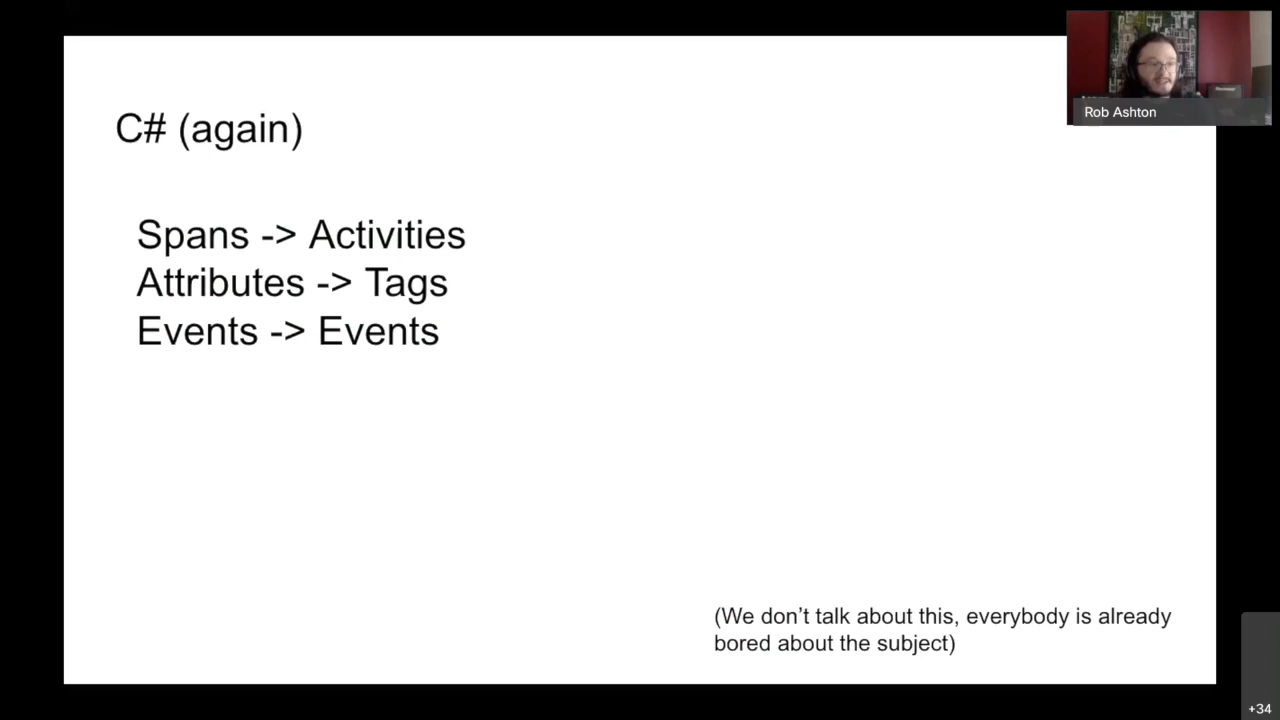 C# (again)
Spans -> Activities
Attributes -> Tags
Events -> Events
(We don’t talk about this, everybody is already
bored about the subject)
Rob Ashton
+34